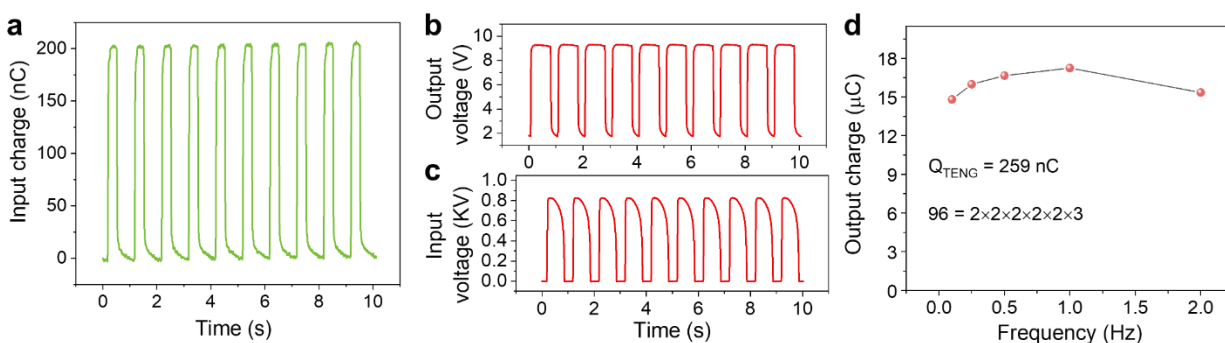 a
Input charge (nC)
200
150
100
50
0
0 2 4 6 8 10
Time (s)
b
Output
voltage (V)
10
8
6
4
2
0 2 4 6 8 10
c
Input
voltage (KV)
1.0
0.8
0.6
0.4
0.2
0.0
0 2 4 6 8 10
Time (s)
d
Output charge (μC)
18
15
12
9
6
3
0
Q_TENG = 259 nC
96 = 2×2×2×2×2×3
0.0 0.5 1.0 1.5 2.0
Frequency (Hz)